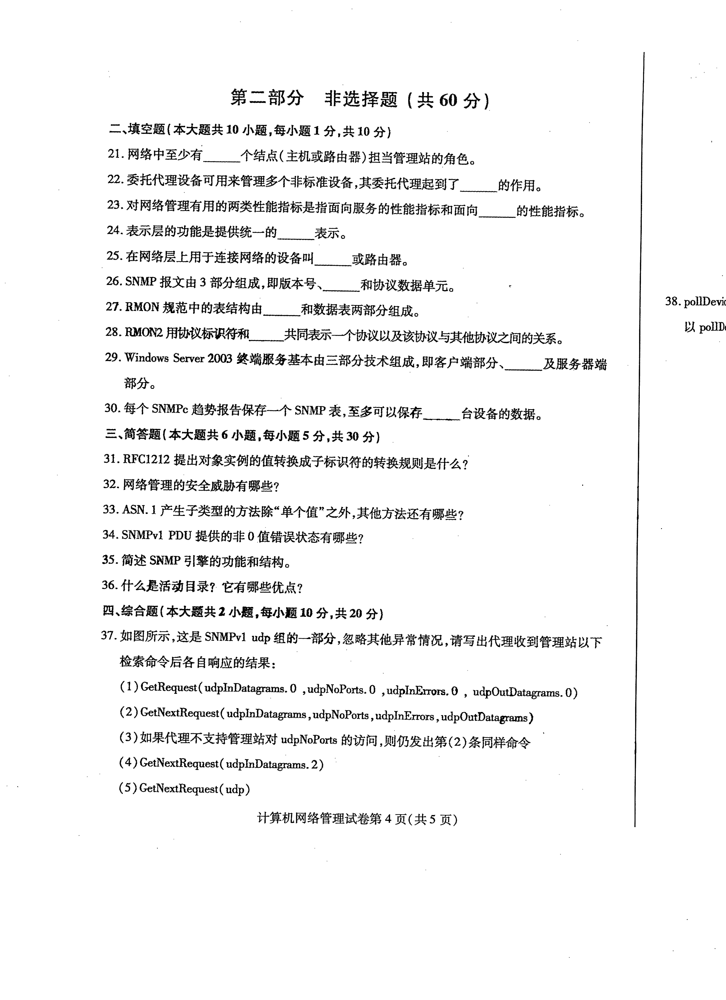 第二部分 非选择题(共 60 分)
二、填空题(本大题共 10 小题,每小题 1 分,共 10 分)
21. 网络中至少有______个结点(主机或路由器)担当管理站的角色。
22. 委托代理设备可用来管理多个非标准设备,其委托代理起到了______的作用。
23. 对网络管理有用的两类性能指标是指面向服务的性能指标和面向______的性能指标。
24. 表示层的功能是提供统一的______表示。
25. 在网络层上用于连接网络的设备叫______或路由器。
26. SNMP 报文由 3 部分组成,即版本号、______和协议数据单元。
27. RMON 规范中的表结构由______和数据表两部分组成。
28. RMON2 用协议标识符和______共同表示一个协议以及该协议与其他协议之间的关系。
29. Windows Server 2003 终端服务基本由三部分技术组成,即客户端部分、______及服务器端
部分。
30. 每个 SNMPc 趋势报告保存一个 SNMP 表,至多可以保存______台设备的数据。
三、简答题(本大题共 6 小题,每小题 5 分,共 30 分)
31. RFC1212 提出对象实例的值转换成子标识符的转换规则是什么?
32. 网络管理的安全威胁有哪些?
33. ASN. 1 产生子类型的方法除“单个值”之外,其他方法还有哪些?
34. SNMPv1 PDU 提供的非 0 值错误状态有哪些?
35. 简述 SNMP 引擎的功能和结构。
36. 什么是活动目录? 它有哪些优点?
四、综合题(本大题共 2 小题,每小题 10 分,共 20 分)
37. 如图所示,这是 SNMPv1 udp 组的一部分,忽略其他异常情况,请写出代理收到管理站以下
检索命令后各自响应的结果:
(1)GetRequest(udpInDatagrams. 0 ,udpNoPorts. 0 ,udpInErrors. 0 , udpOutDatagrams. 0)
(2)GetNextRequest(udpInDatagrams,udpNoPorts,udpInErrors,udpOutDatagrams)
(3)如果代理不支持管理站对 udpNoPorts 的访问,则仍发出第(2)条同样命令
(4)GetNextRequest(udpInDatagrams. 2)
(5)GetNextRequest(udp)
计算机网络管理试卷第 4 页(共 5 页)
38. pollDevic
以 pollD